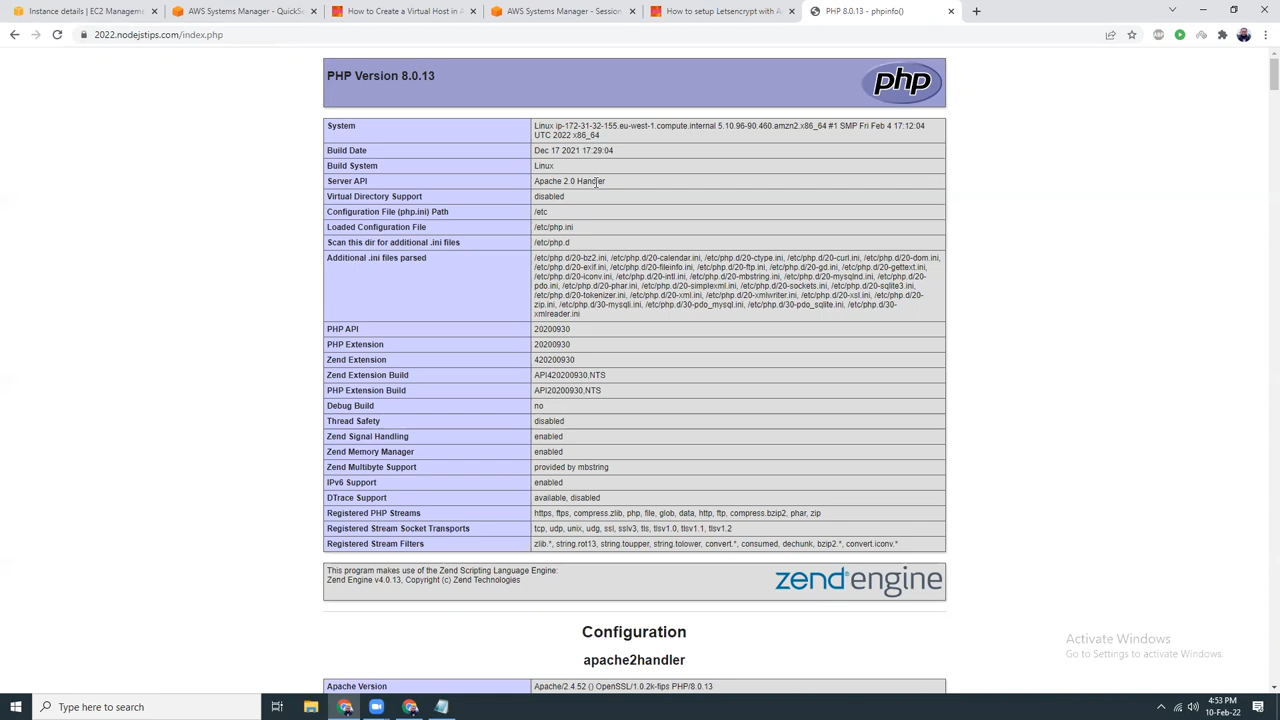 Instance details | EC2 Manageme
AWS Systems Manager - QuickSe
How to Create a Virtual Host in A
AWS Systems Manager - Session
How to setup Letsencrypt with A
PHP 8.0.13 - phpinfo()
2022.nodejstips.com/index.php
PHP Version 8.0.13
php
System Linux ip-172-31-32-155.eu-west-1.compute.internal 5.10.96-90.460.amzn2.x86_64 #1 SMP Fri Feb 4 17:12:04
UTC 2022 x86_64
Build Date Dec 17 2021 17:29:04
Build System Linux
Server API Apache 2.0 Handler
Virtual Directory Support disabled
Configuration File (php.ini) Path /etc
Loaded Configuration File /etc/php.ini
Scan this dir for additional .ini files /etc/php.d
Additional .ini files parsed /etc/php.d/20-bz2.ini, /etc/php.d/20-calendar.ini, /etc/php.d/20-ctype.ini, /etc/php.d/20-curl.ini, /etc/php.d/20-dom.ini,
/etc/php.d/20-exif.ini, /etc/php.d/20-fileinfo.ini, /etc/php.d/20-ftp.ini, /etc/php.d/20-gd.ini, /etc/php.d/20-gettext.ini,
/etc/php.d/20-iconv.ini, /etc/php.d/20-intl.ini, /etc/php.d/20-mbstring.ini, /etc/php.d/20-mysqlnd.ini, /etc/php.d/20-
pdo.ini, /etc/php.d/20-phar.ini, /etc/php.d/20-simplexml.ini, /etc/php.d/20-sockets.ini, /etc/php.d/20-sqlite3.ini,
/etc/php.d/20-tokenizer.ini, /etc/php.d/20-xml.ini, /etc/php.d/20-xmlwriter.ini, /etc/php.d/20-xsl.ini, /etc/php.d/20-
zip.ini, /etc/php.d/30-mysqli.ini, /etc/php.d/30-pdo_mysql.ini, /etc/php.d/30-pdo_sqlite.ini, /etc/php.d/30-
xmlreader.ini
PHP API 20200930
PHP Extension 20200930
Zend Extension 420200930
Zend Extension Build API420200930,NTS
PHP Extension Build API20200930,NTS
Debug Build no
Thread Safety disabled
Zend Signal Handling enabled
Zend Memory Manager enabled
Zend Multibyte Support provided by mbstring
IPv6 Support enabled
DTrace Support available, disabled
Registered PHP Streams https, ftps, compress.zlib, php, file, glob, data, http, ftp, compress.bzip2, phar, zip
Registered Stream Socket Transports tcp, udp, unix, udg, ssl, sslv3, tls, tlsv1.0, tlsv1.1, tlsv1.2
Registered Stream Filters zlib.*, string.rot13, string.toupper, string.tolower, convert.*, consumed, dechunk, bzip2.*, convert.iconv.*
This program makes use of the Zend Scripting Language Engine:
Zend Engine v4.0.13, Copyright (c) Zend Technologies
zend engine
Configuration
apache2handler
Apache Version Apache/2.4.52 () OpenSSL/1.0.2k-fips PHP/8.0.13
Activate Windows
Go to Settings to activate Windows.
Type here to search
4:53 PM
10-Feb-22